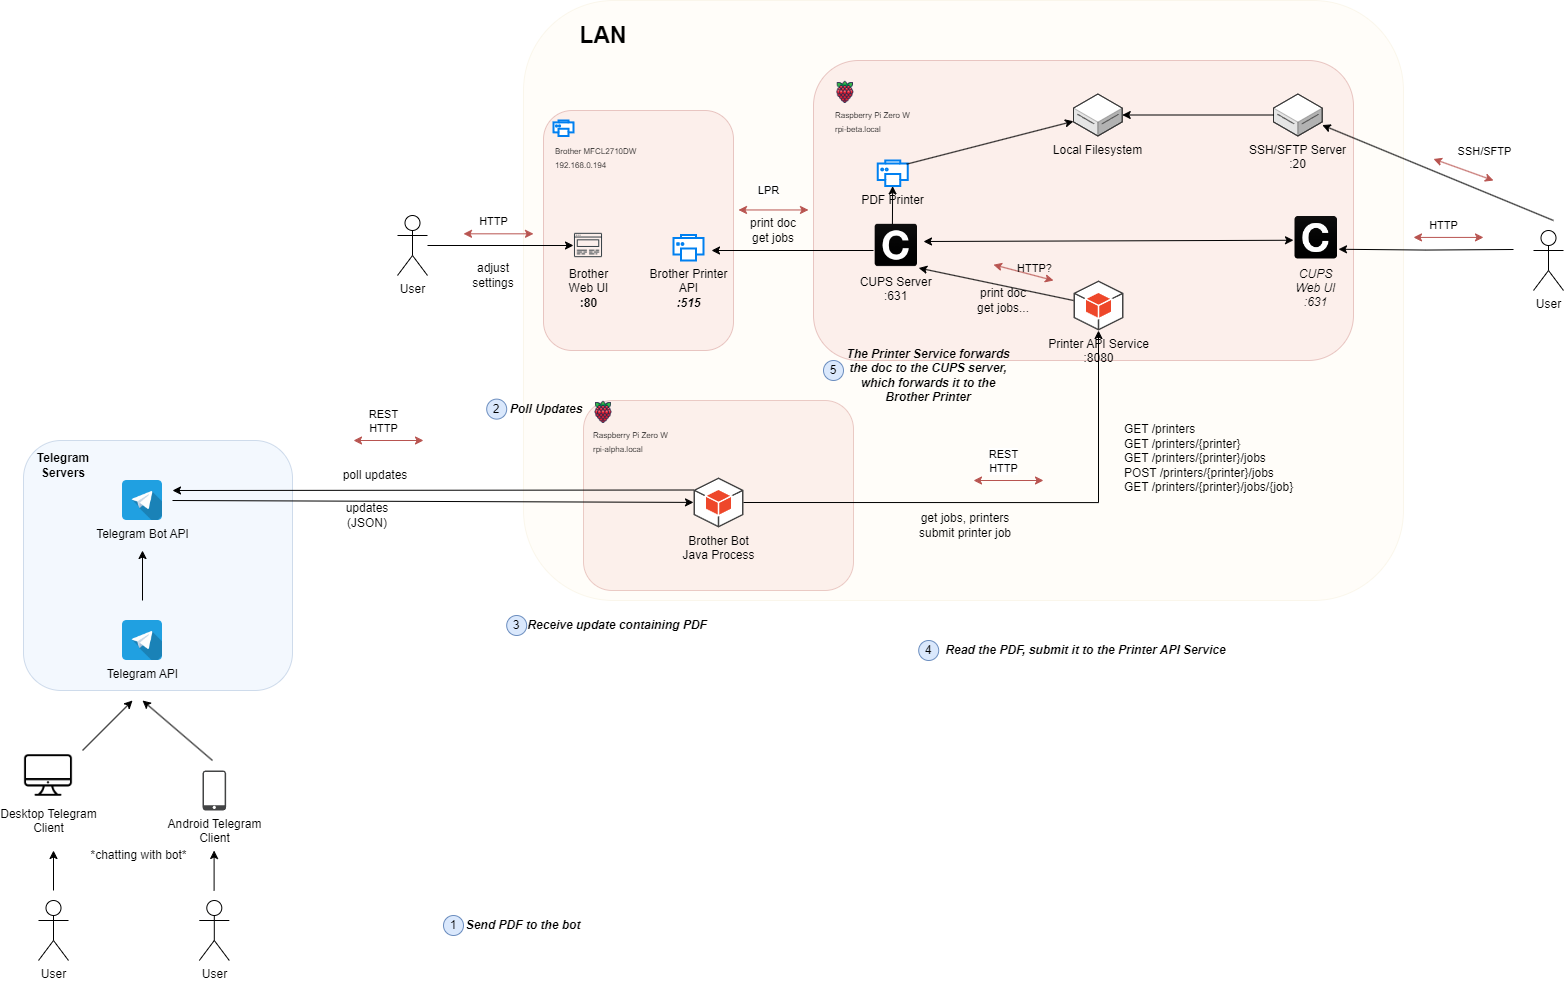 LAN
Raspberry Pi Zero W
rpi-beta.local
Local Filesystem
SSH/SFTP Server
:20
SSH/SFTP
Brother MFCL2710DW
192.168.0.194
PDF Printer
LPR
print doc
get jobs
HTTP
adjust
settings
User
Brother
Web UI
:80
Brother Printer
API
:515
C
CUPS Server
:631
HTTP?
print doc
get jobs...
Printer API Service
:8080
C
CUPS
Web UI
:631
HTTP
User
5
The Printer Service forwards
the doc to the CUPS server,
which forwards it to the
Brother Printer
2
Poll Updates
REST
HTTP
Raspberry Pi Zero W
rpi-alpha.local
GET /printers
GET /printers/{printer}
GET /printers/{printer}/jobs
POST /printers/{printer}/jobs
GET /printers/{printer}/jobs/{job}
REST
HTTP
Telegram
Servers
poll updates
updates
(JSON)
Telegram Bot API
Brother Bot
Java Process
get jobs, printers
submit printer job
3
Receive update containing PDF
4
Read the PDF, submit it to the Printer API Service
Telegram API
Desktop Telegram
Client
Android Telegram
Client
*chatting with bot*
1
Send PDF to the bot
User
User